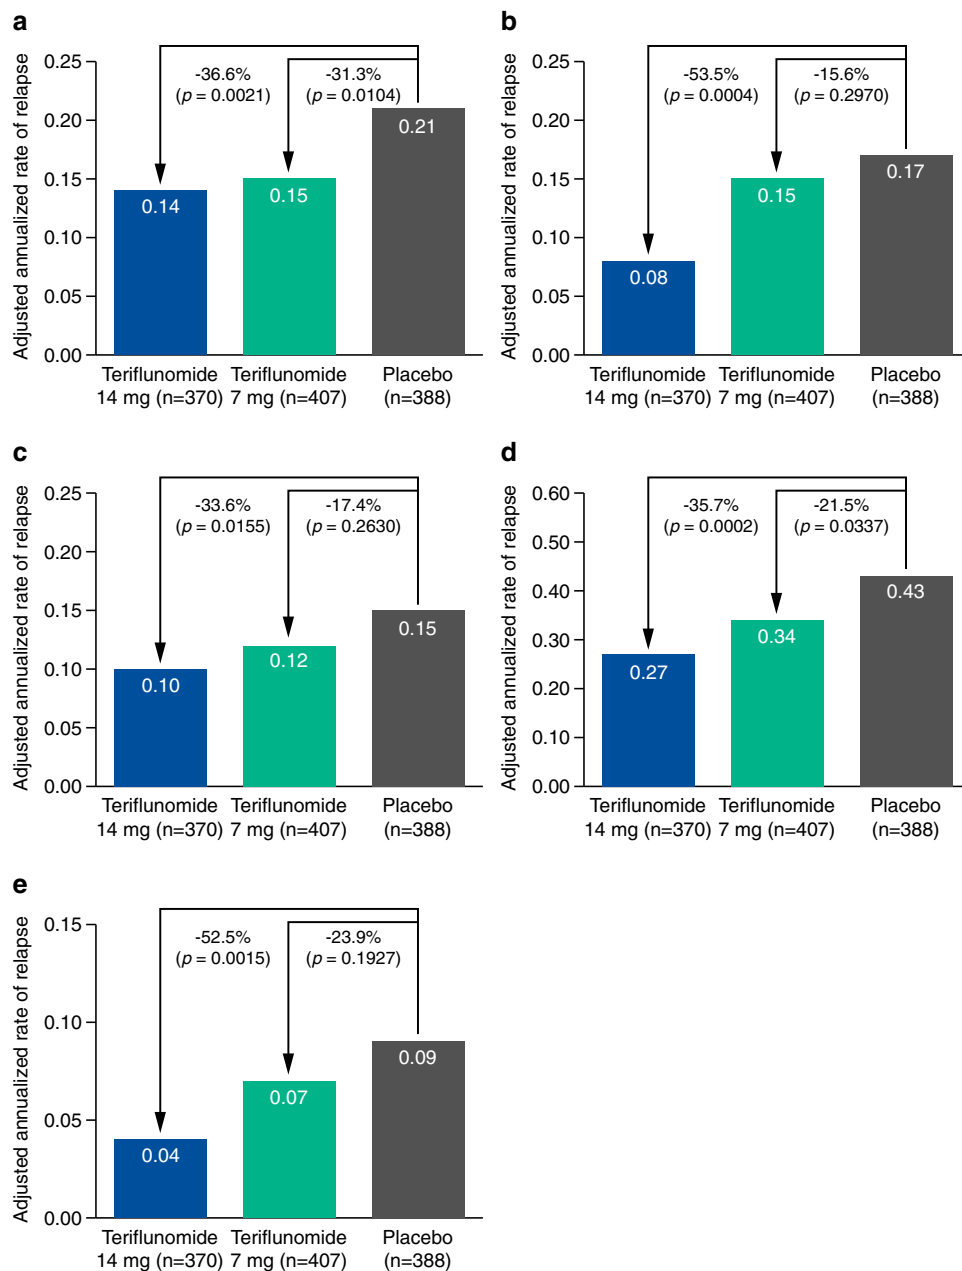 a
Adjusted annualized rate of relapse
0.25
0.20
0.15
0.10
0.05
0.00
-36.6%
(p = 0.0021)
-31.3%
(p = 0.0104)
0.14
0.15
0.21
Teriflunomide
14 mg (n=370)
Teriflunomide
7 mg (n=407)
Placebo
(n=388)
b
Adjusted annualized rate of relapse
0.25
0.20
0.15
0.10
0.05
0.00
-53.5%
(p = 0.0004)
-15.6%
(p = 0.2970)
0.08
0.15
0.17
Teriflunomide
14 mg (n=370)
Teriflunomide
7 mg (n=407)
Placebo
(n=388)
c
Adjusted annualized rate of relapse
0.25
0.20
0.15
0.10
0.05
0.00
-33.6%
(p = 0.0155)
-17.4%
(p = 0.2630)
0.10
0.12
0.15
Teriflunomide
14 mg (n=370)
Teriflunomide
7 mg (n=407)
Placebo
(n=388)
d
Adjusted annualized rate of relapse
0.60
0.50
0.40
0.30
0.20
0.10
0.00
-35.7%
(p = 0.0002)
-21.5%
(p = 0.0337)
0.27
0.34
0.43
Teriflunomide
14 mg (n=370)
Teriflunomide
7 mg (n=407)
Placebo
(n=388)
e
Adjusted annualized rate of relapse
0.15
0.10
0.05
0.00
-52.5%
(p = 0.0015)
-23.9%
(p = 0.1927)
0.04
0.07
0.09
Teriflunomide
14 mg (n=370)
Teriflunomide
7 mg (n=407)
Placebo
(n=388)